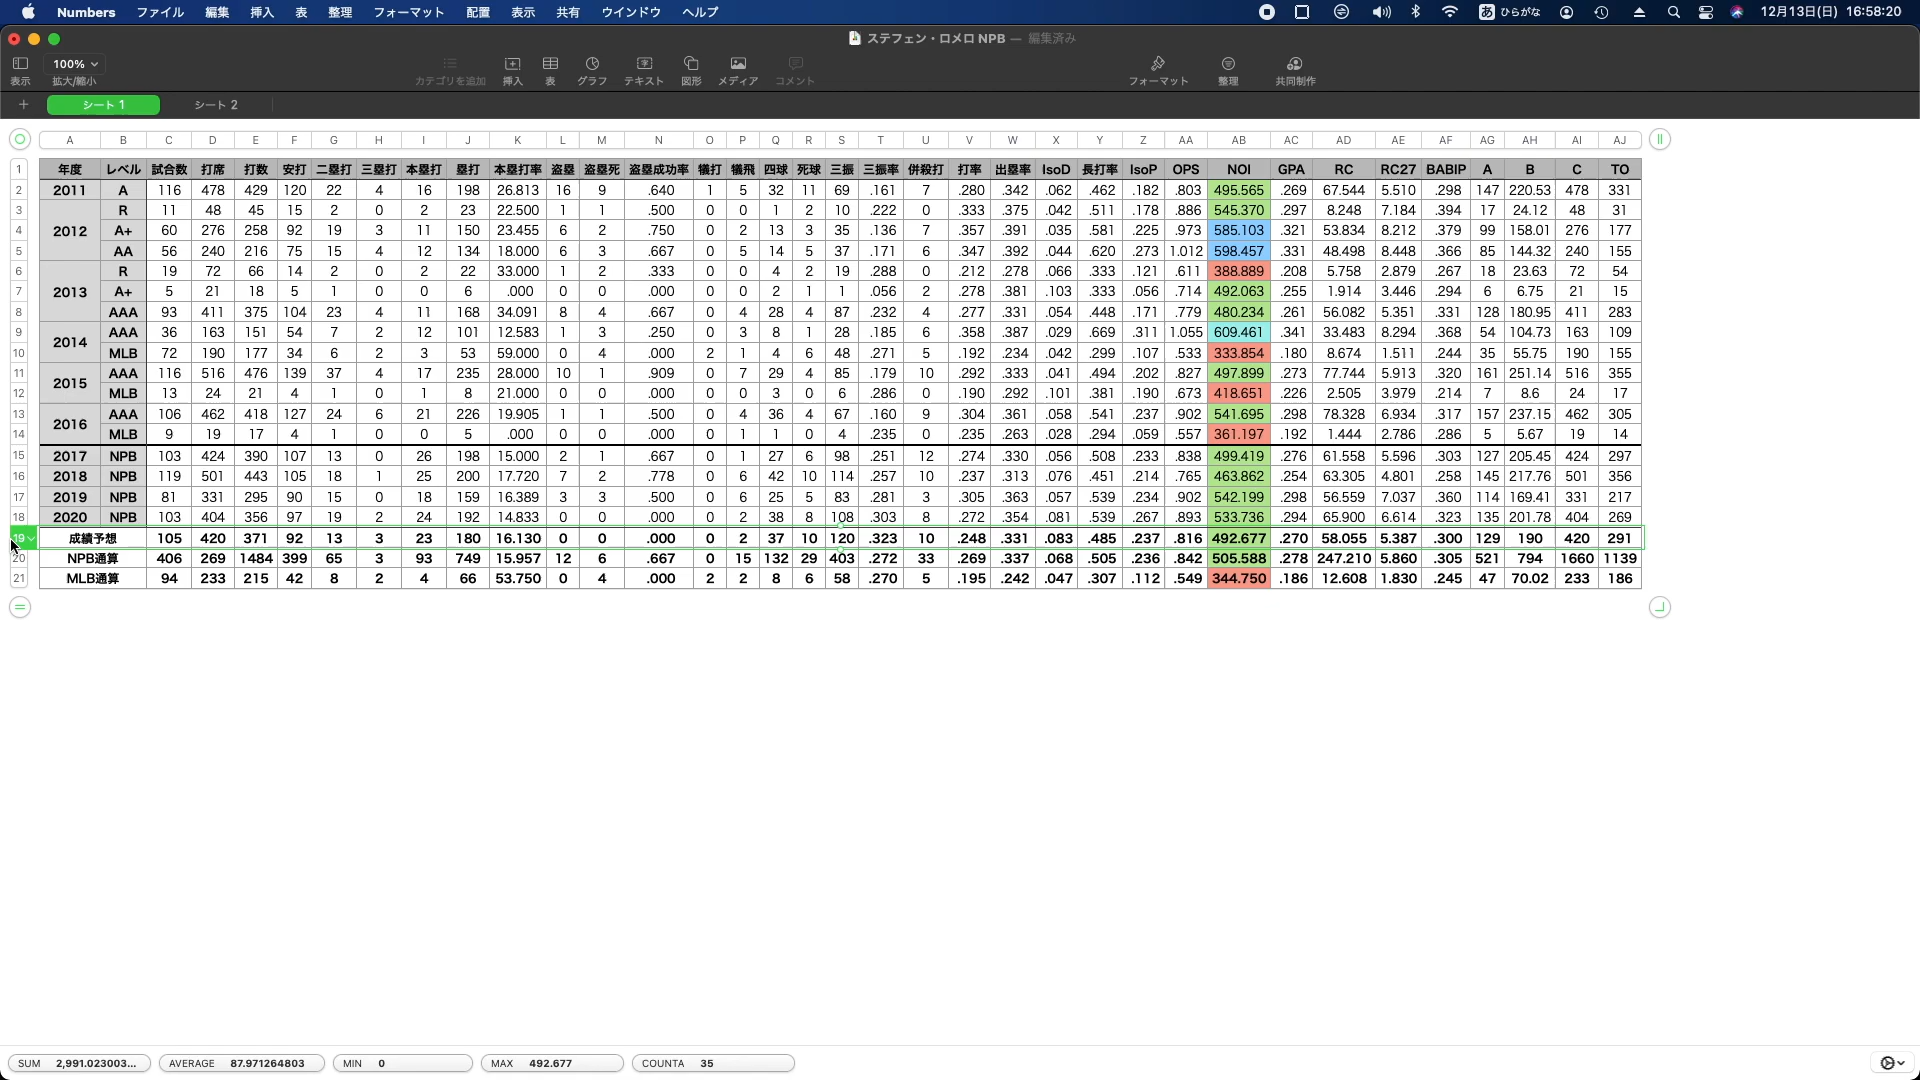 Numbers ファイル 編集 挿入 表 整理 フォーマット 配置 表示 共有 ウインドウ ヘルプ あ ひらがな 12月13日(日) 16:58:20
ステフェン・ロメロ NPB — 編集済み
100%
表示 拡大/縮小 カテゴリを追加 挿入 表 グラフ テキスト 図形 メディア コメント フォーマット 整理 共同制作
+ シート 1 シート 2
A B C D E F G H I J K L M N O P Q R S T U V W X Y Z AA AB AC AD AE AF AG AH AI AJ
1 年度 レベル 試合数 打席 打数 安打 二塁打 三塁打 本塁打 塁打 本塁打率 盗塁 盗塁死 盗塁成功率 犠打 犠飛 四球 死球 三振 三振率 併殺打 打率 出塁率 IsoD 長打率 IsoP OPS NOI GPA RC RC27 BABIP A B C TO
2 2011 A 116 478 429 120 22 4 16 198 26.813 16 9 .640 1 5 32 11 69 .161 7 .280 .342 .062 .462 .182 .803 495.565 .269 67.544 5.510 .298 147 220.53 478 331
3 R 11 48 45 15 2 0 2 23 22.500 1 1 .500 0 0 1 2 10 .222 0 .333 .375 .042 .511 .178 .886 545.370 .297 8.248 7.184 .394 17 24.12 48 31
4 2012 A+ 60 276 258 92 19 3 11 150 23.455 6 2 .750 0 2 13 3 35 .136 7 .357 .391 .035 .581 .225 .973 585.103 .321 53.834 8.212 .379 99 158.01 276 177
5 AA 56 240 216 75 15 4 12 134 18.000 6 3 .667 0 5 14 5 37 .171 6 .347 .392 .044 .620 .273 1.012 598.457 .331 48.498 8.448 .366 85 144.32 240 155
6 R 19 72 66 14 2 0 2 22 33.000 1 2 .333 0 0 4 2 19 .288 0 .212 .278 .066 .333 .121 .611 388.889 .208 5.758 2.879 .267 18 23.63 72 54
7 2013 A+ 5 21 18 5 1 0 0 6 .000 0 0 .000 0 0 2 1 1 .056 2 .278 .381 .103 .333 .056 .714 492.063 .255 1.914 3.446 .294 6 6.75 21 15
8 AAA 93 411 375 104 23 4 11 168 34.091 8 4 .667 0 4 28 4 87 .232 4 .277 .331 .054 .448 .171 .779 480.234 .261 56.082 5.351 .331 128 180.95 411 283
9 2014 AAA 36 163 151 54 7 2 12 101 12.583 1 3 .250 0 3 8 1 28 .185 6 .358 .387 .029 .669 .311 1.055 609.461 .341 33.483 8.294 .368 54 104.73 163 109
10 MLB 72 190 177 34 6 2 3 53 59.000 0 4 .000 2 1 4 6 48 .271 5 .192 .234 .042 .299 .107 .533 333.854 .180 8.674 1.511 .244 35 55.75 190 155
11 2015 AAA 116 516 476 139 37 4 17 235 28.000 10 1 .909 0 7 29 4 85 .179 10 .292 .333 .041 .494 .202 .827 497.899 .273 77.744 5.913 .320 161 251.14 516 355
12 MLB 13 24 21 4 1 0 1 8 21.000 0 0 .000 0 0 3 0 6 .286 0 .190 .292 .101 .381 .190 .673 418.651 .226 2.505 3.979 .214 7 8.6 24 17
13 2016 AAA 106 462 418 127 24 6 21 226 19.905 1 1 .500 0 4 36 4 67 .160 9 .304 .361 .058 .541 .237 .902 541.695 .298 78.328 6.934 .317 157 237.15 462 305
14 MLB 9 19 17 4 1 0 0 5 .000 0 0 .000 0 1 1 0 4 .235 0 .235 .263 .028 .294 .059 .557 361.197 .192 1.444 2.786 .286 5 5.67 19 14
15 2017 NPB 103 424 390 107 13 0 26 198 15.000 2 1 .667 0 1 27 6 98 .251 12 .274 .330 .056 .508 .233 .838 499.419 .276 61.558 5.596 .303 127 205.45 424 297
16 2018 NPB 119 501 443 105 18 1 25 200 17.720 7 2 .778 0 6 42 10 114 .257 10 .237 .313 .076 .451 .214 .765 463.862 .254 63.305 4.801 .258 145 217.76 501 356
17 2019 NPB 81 331 295 90 15 0 18 159 16.389 3 3 .500 0 6 25 5 83 .281 3 .305 .363 .057 .539 .234 .902 542.199 .298 56.559 7.037 .360 114 169.41 331 217
18 2020 NPB 103 404 356 97 19 2 24 192 14.833 0 0 .000 0 2 38 8 108 .303 8 .272 .354 .081 .539 .267 .893 533.736 .294 65.900 6.614 .323 135 201.78 404 269
19 成績予想 105 420 371 92 13 3 23 180 16.130 0 0 .000 0 2 37 10 120 .323 10 .248 .331 .083 .485 .237 .816 492.677 .270 58.055 5.387 .300 129 190 420 291
20 NPB通算 406 269 1484 399 65 3 93 749 15.957 12 6 .667 0 15 132 29 403 .272 33 .269 .337 .068 .505 .236 .842 505.588 .278 247.210 5.860 .305 521 794 1660 1139
21 MLB通算 94 233 215 42 8 2 4 66 53.750 0 4 .000 2 2 8 6 58 .270 5 .195 .242 .047 .307 .112 .549 344.750 .186 12.608 1.830 .245 47 70.02 233 186
SUM 2,991.023003... AVERAGE 87.971264803 MIN 0 MAX 492.677 COUNTA 35